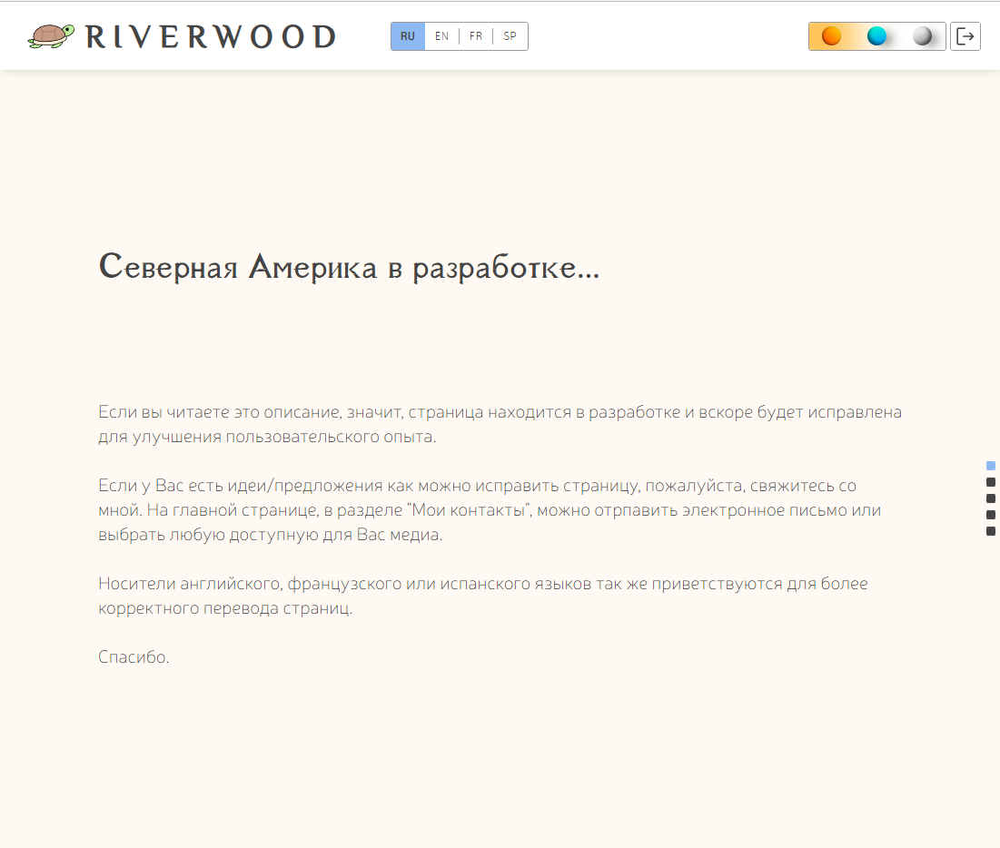 RIVERWOOD
RU EN FR SP
Северная Америка в разработке...
Если вы читаете это описание, значит, страница находится в разработке и вскоре будет исправлена
для улучшения пользовательского опыта.
Если у Вас есть идеи/предложения как можно исправить страницу, пожалуйста, свяжитесь со
мной. На главной странице, в разделе "Мои контакты", можно отрпавить электронное письмо или
выбрать любую доступную для Вас медиа.
Носители английского, французского или испанского языков так же приветствуются для более
корректного перевода страниц.
Спасибо.